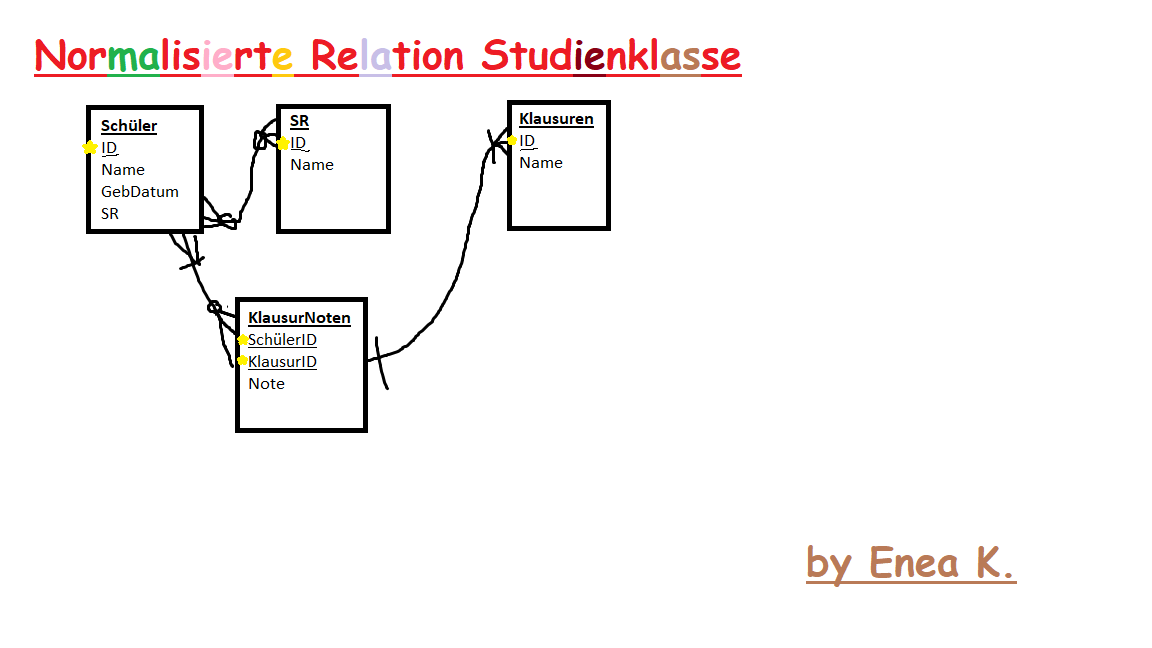 Normalisierte Relation Studienklasse
Schüler
ID
Name
GebDatum
SR
SR
ID
Name
Klausuren
ID
Name
KlausurNoten
SchülerID
KlausurID
Note
by Enea K.